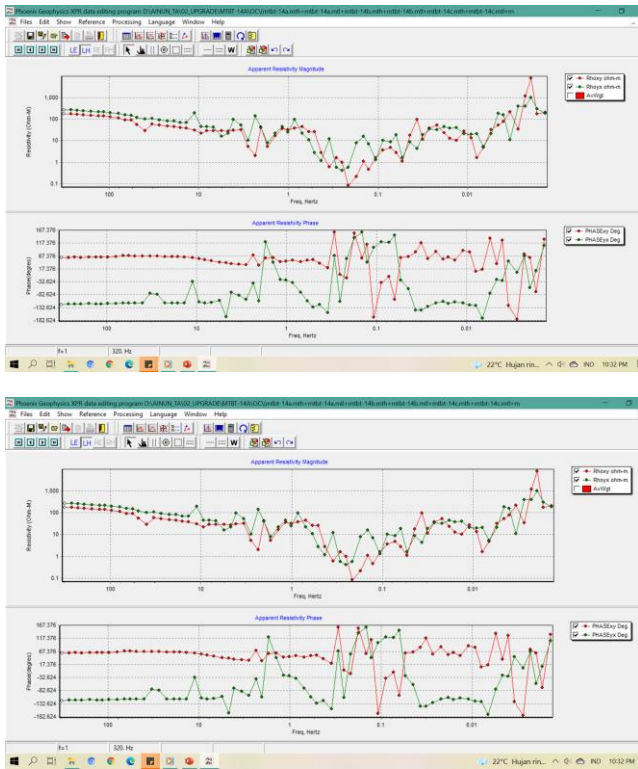 Phoenix Geophysics XPR data editing program D:\AINUN_TA\02_UPGRADE\MTBT-14A\LOC\(mtbt-14a.mth+mtbt-14a.mtl+mtbt-14b.mth+mtbt-14b.mtl+mtbt-14c.mth+mtbt-14c.mtl=m
Files Edit Show Reference Processing Language Window Help
LE LH W
Apparent Resistivity Magnitude
Resistivity (Ohm-M)
1,000
100
10
1
0.1
100 10 1 0.1 0.01
Freq, Hertz
Rhoxy ohm-m
Rhoyx ohm-m
AvWgt
Apparent Resistivity Phase
Phase(degrees)
167.376
117.376
67.376
17.376
-32.624
-82.624
-132.624
-182.624
100 10 1 0.1 0.01
Freq, Hertz
PHASExy Deg.
PHASEyx Deg.
f=1 320. Hz
22°C Hujan rin... IND 10:32 PM
Phoenix Geophysics XPR data editing program D:\AINUN_TA\02_UPGRADE\MTBT-14A\LOC\(mtbt-14a.mth+mtbt-14a.mtl+mtbt-14b.mth+mtbt-14b.mtl+mtbt-14c.mth+mtbt-14c.mtl=m
Files Edit Show Reference Processing Language Window Help
LE LH W
Apparent Resistivity Magnitude
Resistivity (Ohm-M)
1,000
100
10
1
0.1
100 10 1 0.1 0.01
Freq, Hertz
Rhoxy ohm-m
Rhoyx ohm-m
AvWgt
Apparent Resistivity Phase
Phase(degrees)
167.376
117.376
67.376
17.376
-32.624
-82.624
-132.624
-182.624
100 10 1 0.1 0.01
Freq, Hertz
PHASExy Deg.
PHASEyx Deg.
f=1 320. Hz
22°C Hujan rin... IND 10:32 PM